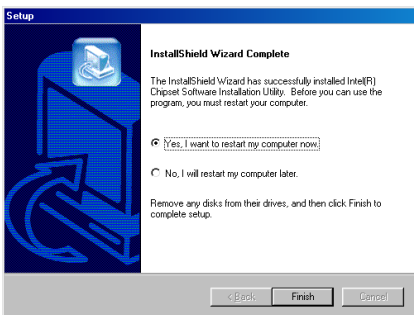 Setup
InstallShield Wizard Complete
The InstallShield Wizard has successfully installed Intel(R)
Chipset Software Installation Utility. Before you can use the
program, you must restart your computer.
Yes, I want to restart my computer now.
No, I will restart my computer later.
Remove any disks from their drives, and then click Finish to
complete setup.
< Back Finish Cancel